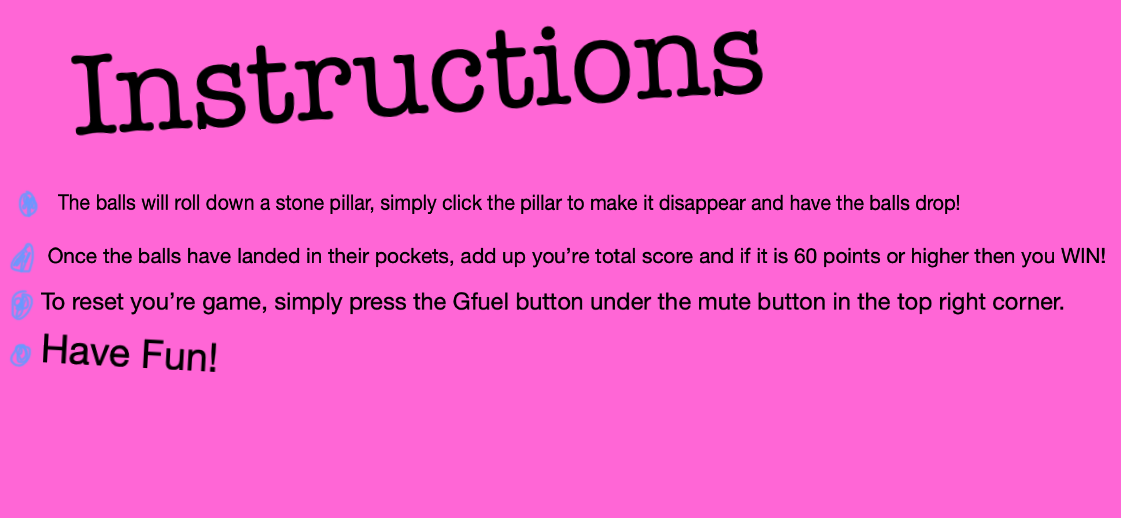 Instructions
The balls will roll down a stone pillar, simply click the pillar to make it disappear and have the balls drop!
Once the balls have landed in their pockets, add up you’re total score and if it is 60 points or higher then you WIN!
To reset you’re game, simply press the Gfuel button under the mute button in the top right corner.
Have Fun!